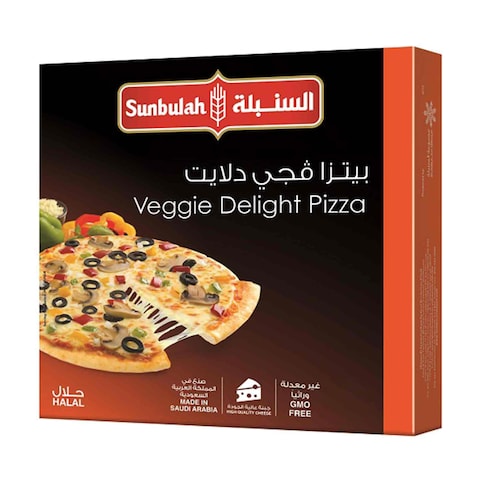 Sunbulah السنبلة
بيتزا ڤجي دلايت
Veggie Delight Pizza
حلال
HALAL
صنع في
المملكة العربية
السعودية
MADE IN
SAUDI ARABIA
جبنة عالية الجودة
HIGH QUALITY CHEESE
غير معدلة
وراثياً
GMO
FREE